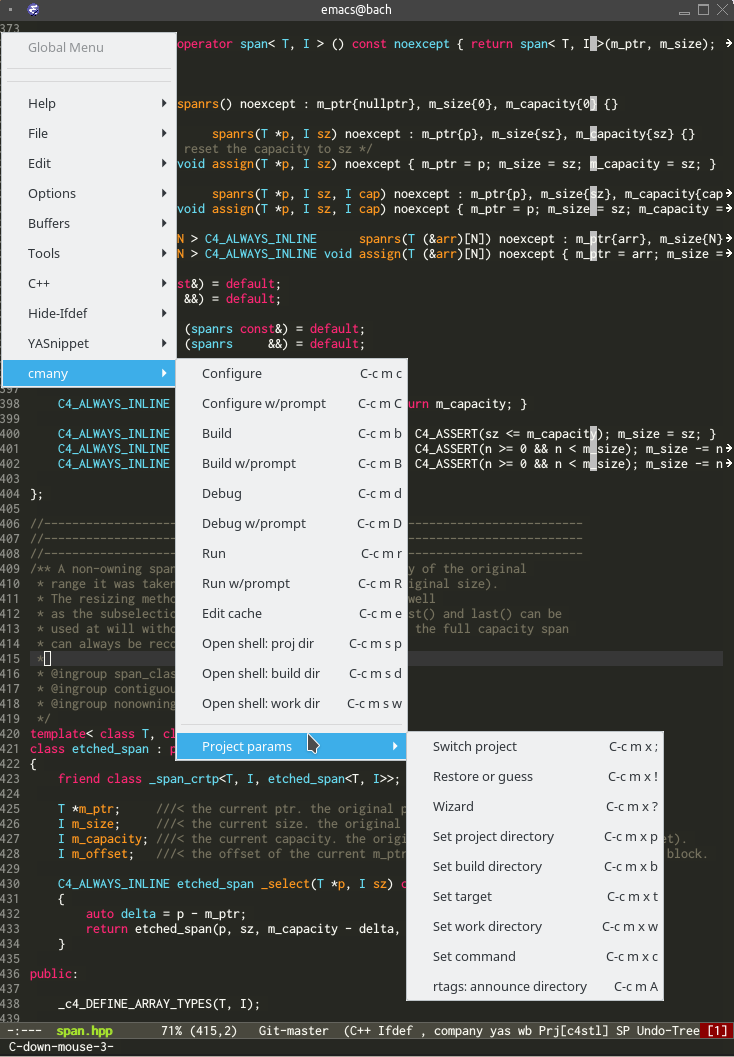 emacs@bach
373
operator span< T, I > () const noexcept { return span< T, I >(m_ptr, m_size);
spanrs() noexcept : m_ptr{nullptr}, m_size{0}, m_capacity{0} {}
spanrs(T *p, I sz) noexcept : m_ptr{p}, m_size{sz}, m_capacity{sz} {}
reset the capacity to sz */
void assign(T *p, I sz) noexcept { m_ptr = p; m_size = sz; m_capacity = sz; }
spanrs(T *p, I sz, I cap) noexcept : m_ptr{p}, m_size{sz}, m_capacity{cap
void assign(T *p, I sz, I cap) noexcept { m_ptr = p; m_size = sz; m_capacity =
N > C4_ALWAYS_INLINE      spanrs(T (&arr)[N]) noexcept : m_ptr{arr}, m_size{N}
N > C4_ALWAYS_INLINE void assign(T (&arr)[N]) noexcept { m_ptr = arr; m_size =
st&) = default;
&&) = default;
(spanrs const&) = default;
(spanrs     &&) = default;
Global Menu
Help
File
Edit
Options
Buffers
Tools
C++
Hide-Ifdef
YASnippet
cmany
Configure C-c m c
Configure w/prompt C-c m C
Build C-c m b
Build w/prompt C-c m B
Debug C-c m d
Debug w/prompt C-c m D
Run C-c m r
Run w/prompt C-c m R
Edit cache C-c m e
Open shell: proj dir C-c m s p
Open shell: build dir C-c m s d
Open shell: work dir C-c m s w
Project params
Switch project C-c m x ;
Restore or guess C-c m x !
Wizard C-c m x ?
Set project directory C-c m x p
Set build directory C-c m x b
Set target C-c m x t
Set work directory C-c m x w
Set command C-c m x c
rtags: announce directory C-c m A
398 C4_ALWAYS_INLINE urn m_capacity; }
399
400 C4_ALWAYS_INLINE C4_ASSERT(sz <= m_capacity); m_size = sz; }
401 C4_ALWAYS_INLINE C4_ASSERT(n >= 0 && n < m_size); m_size -= n
402 C4_ALWAYS_INLINE C4_ASSERT(n >= 0 && n < m_size); m_size -= n
403
404 };
405
406 //----------------------------------------------------------------------------
407 //----------------------------------------------------------------------------
408 //----------------------------------------------------------------------------
409 /** A non-owning span y of the original
410 * range it was taken iginal size).
411 * The resizing metho well
412 * as the subselectio st() and last() can be
413 * used at will witho the full capacity span
414 * can always be reco
415 *
416 * @ingroup span_clas
417 * @ingroup contiguou
418 * @ingroup nonowning
419 */
420 template< class T, cl
421 class etched_span : p
422 {
423 friend class _span_crtp<T, I, etched_span<T, I>>;
424
425 T *m_ptr;     ///< the current ptr. the original p
426 I m_size;     ///< the current size. the original
427 I m_capacity; ///< the current capacity. the origi t).
428 I m_offset;   ///< the offset of the current m_ptr block.
429
430 C4_ALWAYS_INLINE etched_span _select(T *p, I sz) c
431 {
432 auto delta = p - m_ptr;
433 return etched_span(p, sz, m_capacity - delta,
434 }
435
436 public:
437
438 _c4_DEFINE_ARRAY_TYPES(T, I);
439
-:---  span.hpp      71% (415,2)   Git-master  (C++ Ifdef , company yas wb Prj[c4stl] SP Undo-Tree [1]
C-down-mouse-3-